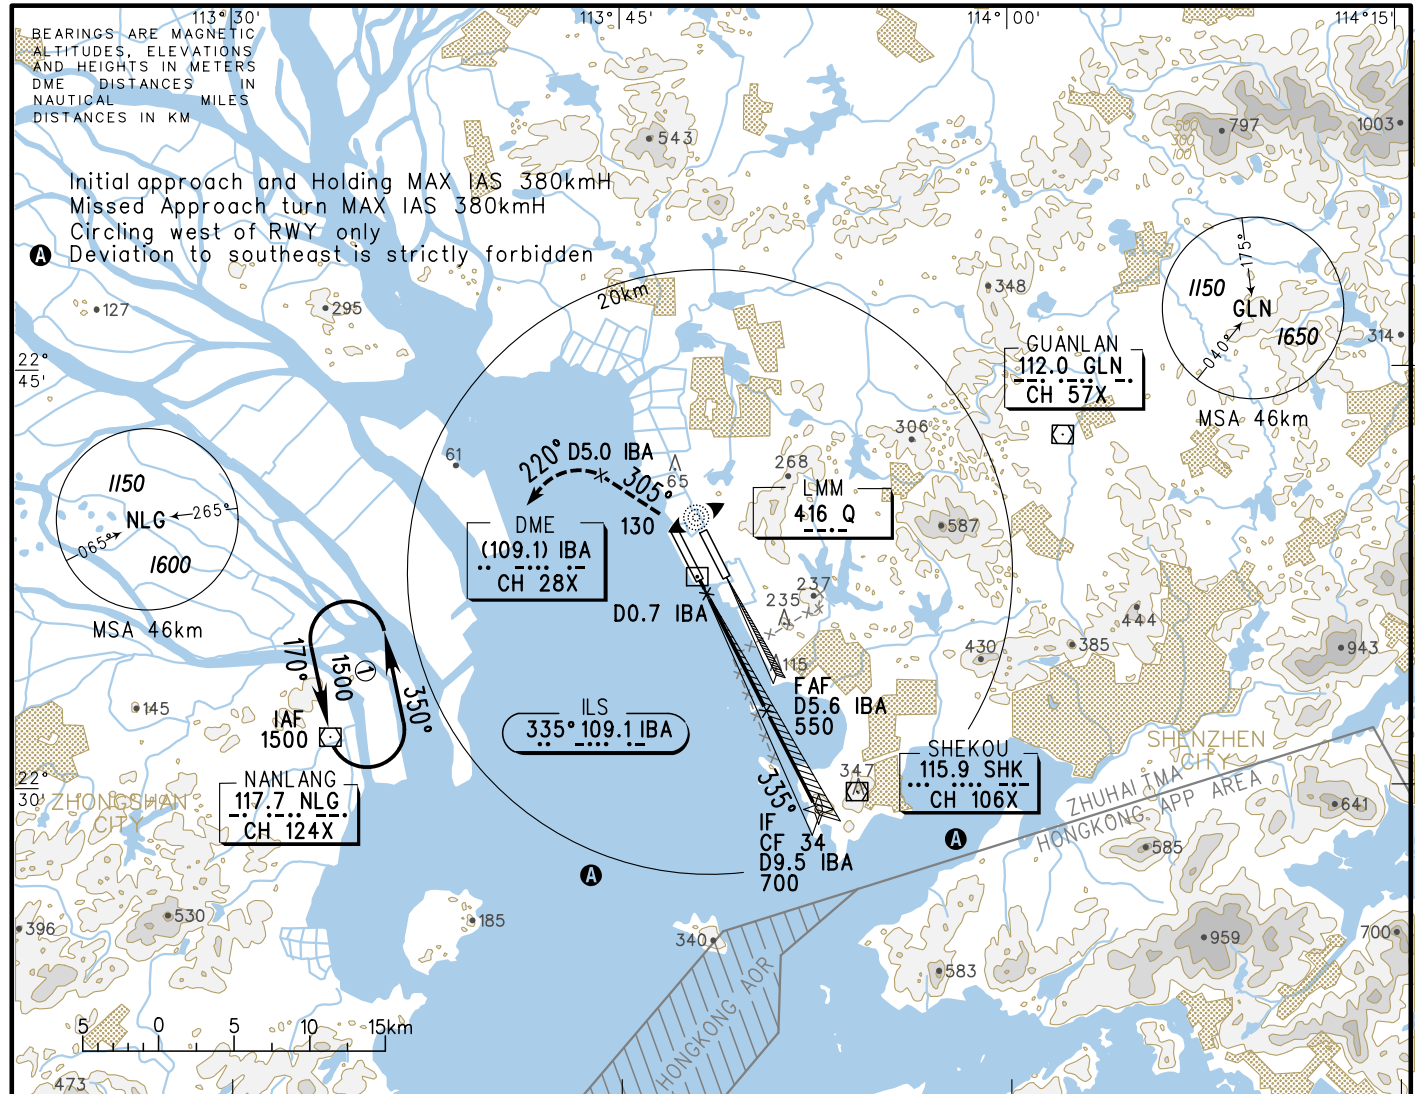 113° 30'
113° 45'
114° 00'
114° 15'
BEARINGS ARE MAGNETIC
ALTITUDES, ELEVATIONS
AND HEIGHTS IN METERS
DME DISTANCES IN
NAUTICAL MILES
DISTANCES IN KM
Initial approach and Holding MAX IAS 380kmH
Missed Approach turn MAX IAS 380kmH
Circling west of RWY only
A Deviation to southeast is strictly forbidden
543
797
1003
500
300
100
127
295
20km
348
314
22°
45'
1150
175°
GLN
040°
1650
MSA 46km
GUANLAN
112.0 GLN
CH 57X
306
61
220°
D5.0 IBA
305°
65
268
130
LMM
416 Q
587
1150
NLG
265°
065°
1600
MSA 46km
DME
(109.1) IBA
CH 28X
D0.7 IBA
237
235
115
444
430
385
943
170°
1500
1
350°
IAF
1500
145
FAF
D5.6 IBA
550
ILS
335° 109.1 IBA
NANLANG
117.7 NLG
CH 124X
22°
30'
ZHONGSHAN
CITY
335°
347
SHEKOU
115.9 SHK
CH 106X
SHENZHEN
CITY
ZHUHAI TMA
HONGKONG APP AREA
IF
CF 34
D9.5 IBA
700
A
A
641
585
530
396
185
340
959
700
583
HONGKONG AOR
5 0 5 10 15km
473